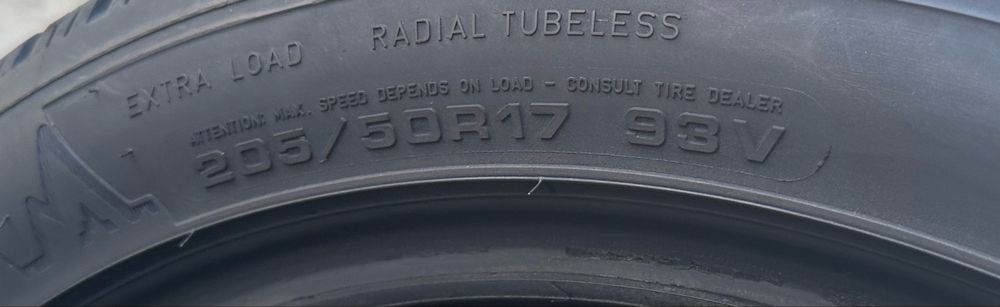 EXTRA LOAD RADIAL TUBELESS
ATTENTION: MAX. SPEED DEPENDS ON LOAD - CONSULT TIRE DEALER
205/50R17 93V